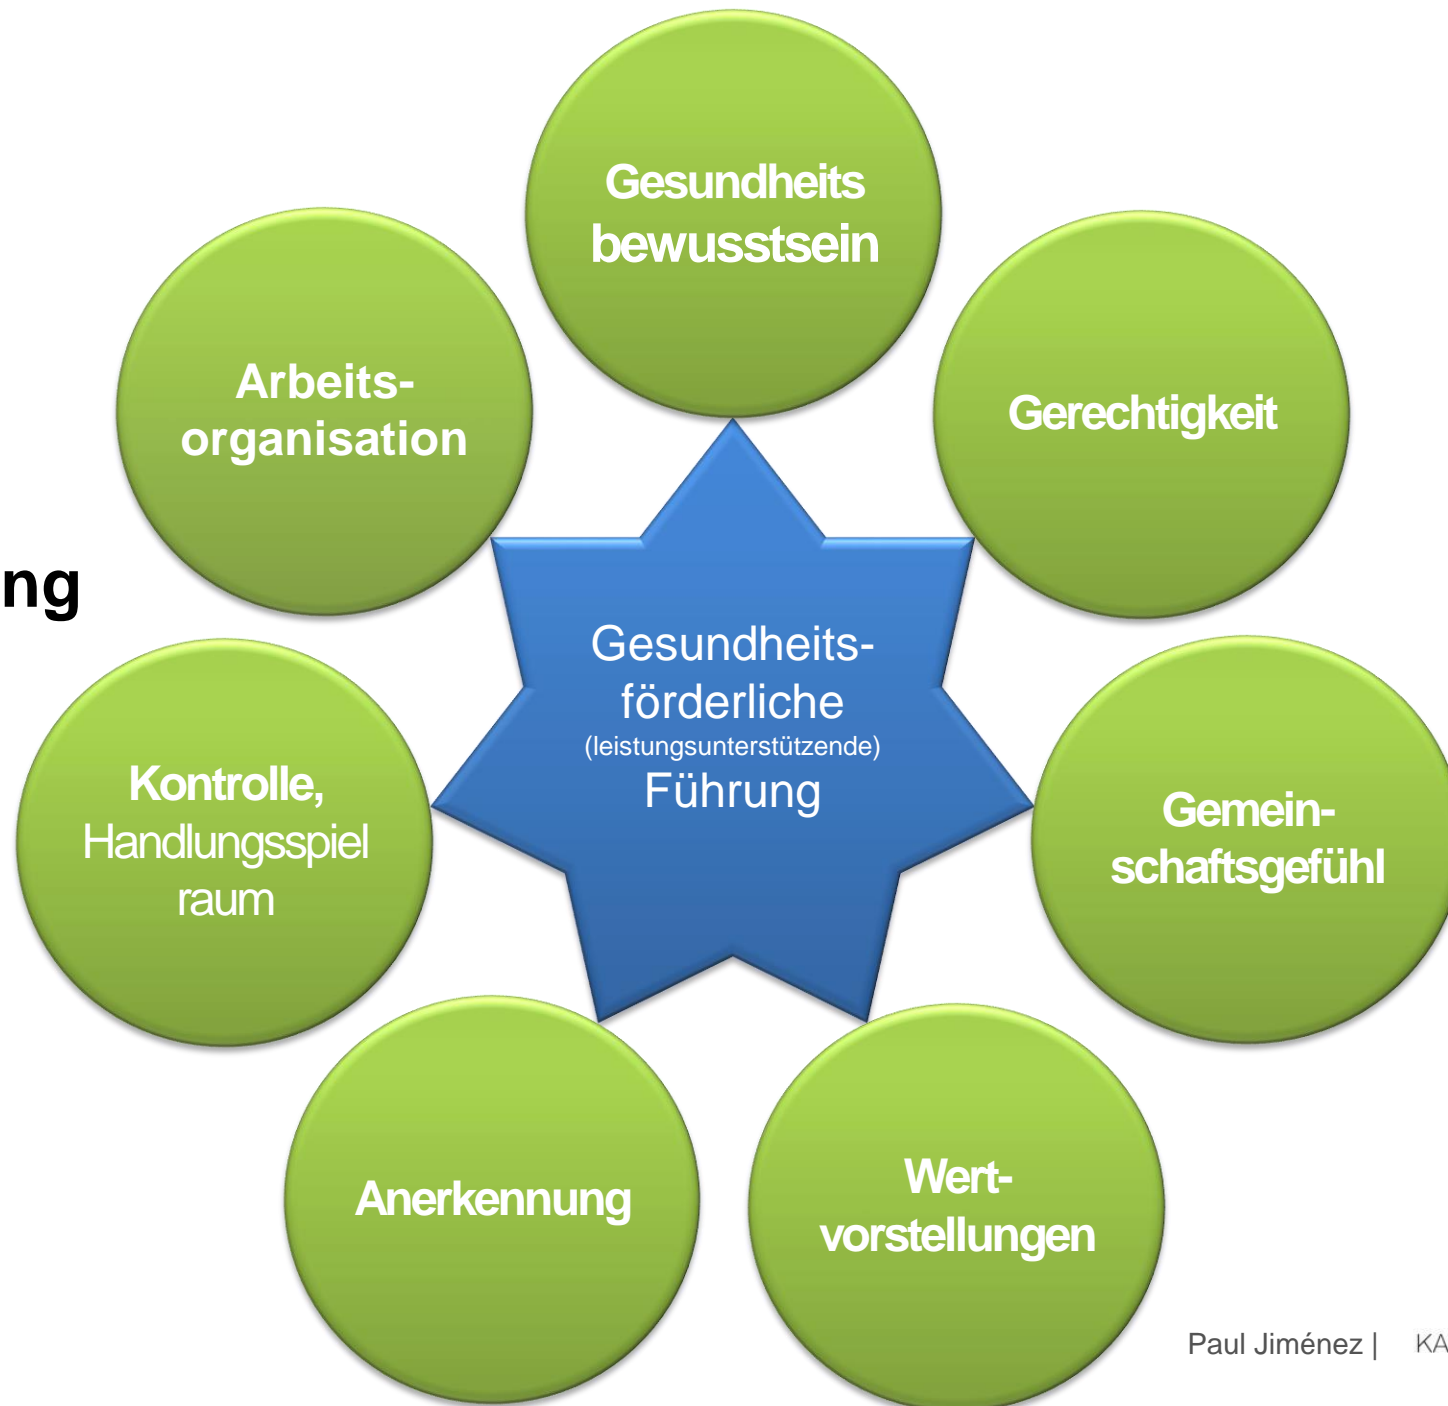 Gesundheits
bewusstsein
Arbeits-
organisation
Gerechtigkeit
ng
Gesundheits-
förderliche
(leistungsunterstützende)
Führung
Kontrolle,
Handlungsspiel
raum
Gemein-
schaftsgefühl
Anerkennung
Wert-
vorstellungen
Paul Jiménez | KA